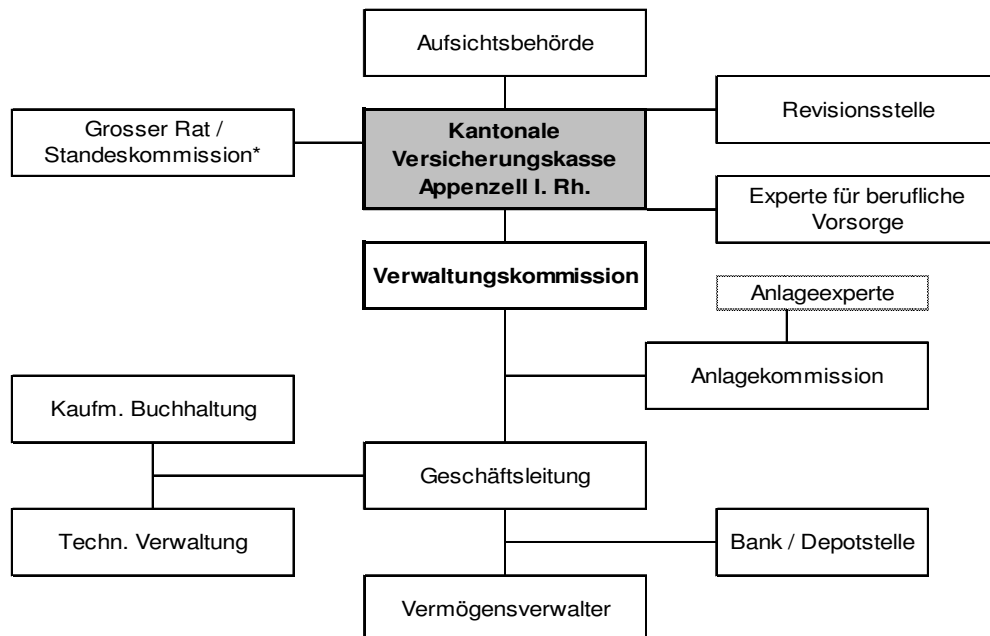 Aufsichtsbehörde
Grosser Rat /
Standeskommission*
Kantonale
Versicherungskasse
Appenzell I. Rh.
Revisionsstelle
Experte für berufliche
Vorsorge
Verwaltungskommission
Anlageexperte
Anlagekommission
Kaufm. Buchhaltung
Geschäftsleitung
Techn. Verwaltung
Bank / Depotstelle
Vermögensverwalter